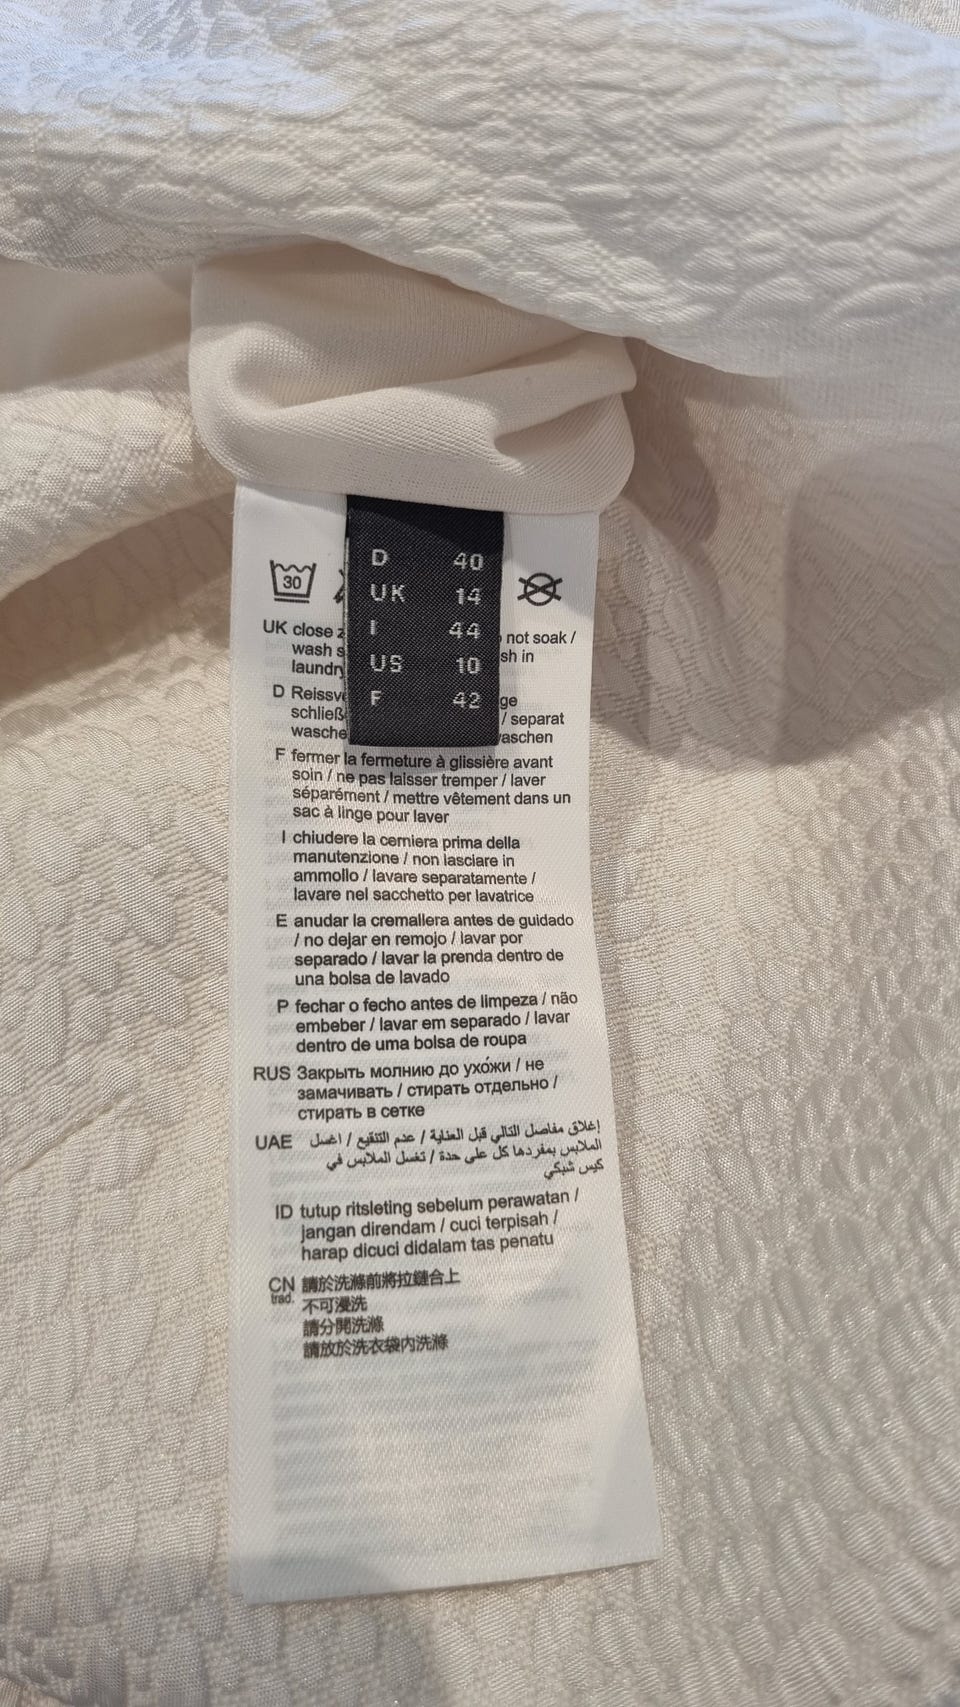 D 40
UK 14
I 44
US 10
F 42
30
UK close not soak /
wash sh in
laundry
D Reissv ge
schließ / separat
wasche aschen
F fermer la fermeture à glissière avant
soin / ne pas laisser tremper / laver
séparément / mettre vêtement dans un
sac à linge pour laver
I chiudere la cerniera prima della
manutenzione / non lasciare in
ammollo / lavare separatamente /
lavare nel sacchetto per lavatrice
E anudar la cremallera antes de guidado
/ no dejar en remojo / lavar por
separado / lavar la prenda dentro de
una bolsa de lavado
P fechar o fecho antes de limpeza / não
embeber / lavar em separado / lavar
dentro de uma bolsa de roupa
RUS Закрыть молнию до ухо́жи / не
замачивать / стирать отдельно /
стирать в сетке
UAE إغلاق مفاصل التالي قبل العناية / عدم التنقيع / اغسل
الملابس بمفردها كل على حدة / تغسل الملابس في
كيس شبكي
ID tutup ritsleting sebelum perawatan /
jangan direndam / cuci terpisah /
harap dicuci didalam tas penatu
CN trad. 請於洗滌前將拉鏈合上
不可浸洗
請分開洗滌
請放於洗衣袋內洗滌